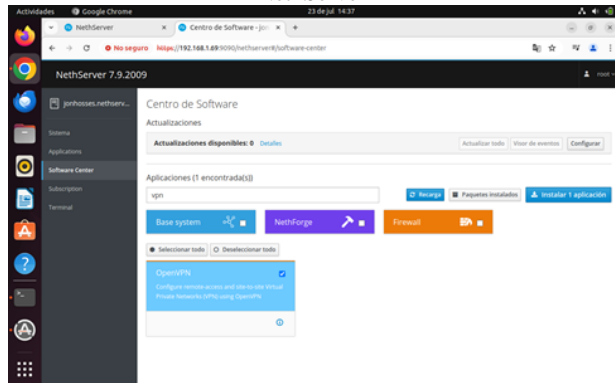 Actividades
Google Chrome
23 de jul 14:37
NethServer
Centro de Software - jon
No seguro
https://192.168.1.69:9090/nethserver#/software-center
NethServer 7.9.2009
root
jonhosses.nethserv...
Sistema
Applications
Software Center
Subscription
Terminal
Centro de Software
Actualizaciones
Actualizaciones disponibles: 0 Detalles
Actualizar todo
Visor de eventos
Configurar
Aplicaciones (1 encontrada(s))
vpn
Recarga
Paquetes instalados
Instalar 1 aplicación
Base system
NethForge
Firewall
Seleccionar todo
Deseleccionar todo
OpenVPN
Configure remote-access and site-to-site Virtual
Private Networks (VPN) using OpenVPN